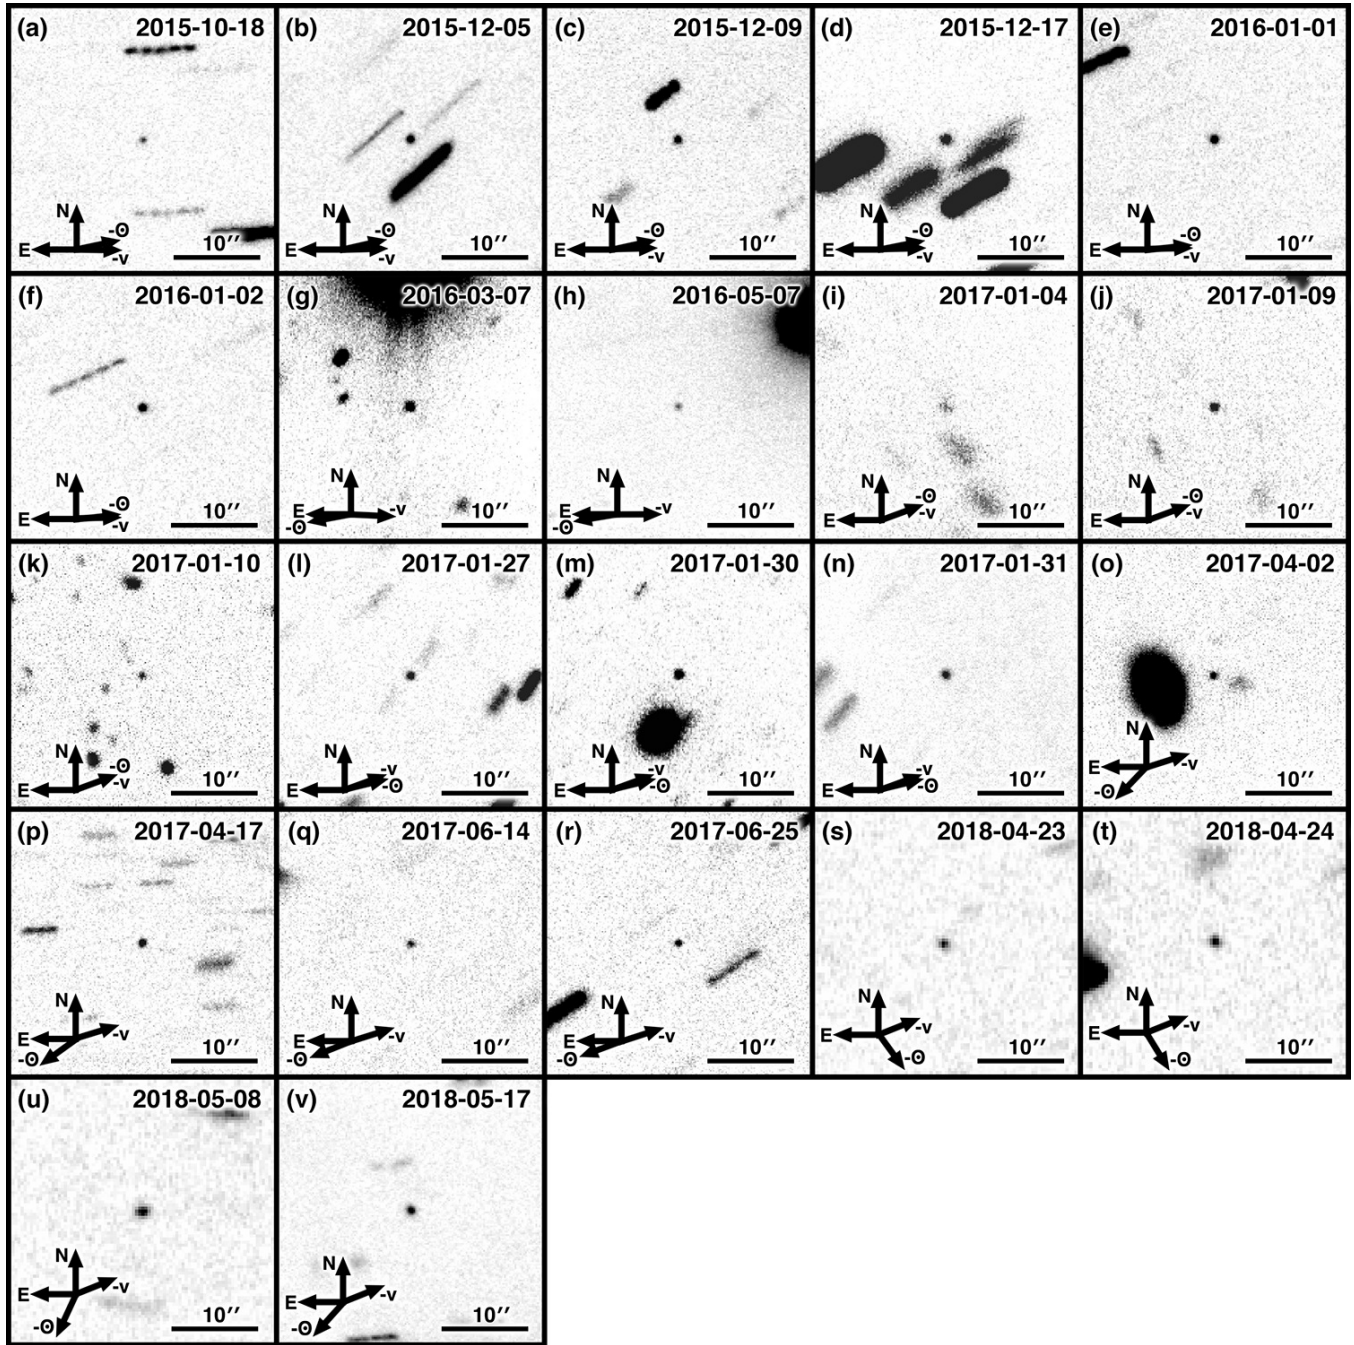 (a) 2015-10-18
N
-ʘ
E -v 10′′
(b) 2015-12-05
N
-ʘ
E -v 10′′
(c) 2015-12-09
N
-ʘ
E -v 10′′
(d) 2015-12-17
N
-ʘ
E -v 10′′
(e) 2016-01-01
N
-ʘ
E -v 10′′
(f) 2016-01-02
N
-ʘ
E -v 10′′
(g) 2016-03-07
N
E -v 10′′
-ʘ
(h) 2016-05-07
N
E -v 10′′
-ʘ
(i) 2017-01-04
N
-ʘ
E -v 10′′
(j) 2017-01-09
N
-ʘ
E -v 10′′
(k) 2017-01-10
N
-ʘ
E -v 10′′
(l) 2017-01-27
N
-v
E -ʘ 10′′
(m) 2017-01-30
N
-v
E -ʘ 10′′
(n) 2017-01-31
N
-v
E -ʘ 10′′
(o) 2017-04-02
N
E -v
-ʘ 10′′
(p) 2017-04-17
N
E -v
-ʘ 10′′
(q) 2017-06-14
N
E -v
-ʘ 10′′
(r) 2017-06-25
N
E -v
-ʘ 10′′
(s) 2018-04-23
N
E -v
-ʘ 10′′
(t) 2018-04-24
N
E -v
-ʘ 10′′
(u) 2018-05-08
N
E -v
-ʘ 10′′
(v) 2018-05-17
N
E -v
-ʘ 10′′